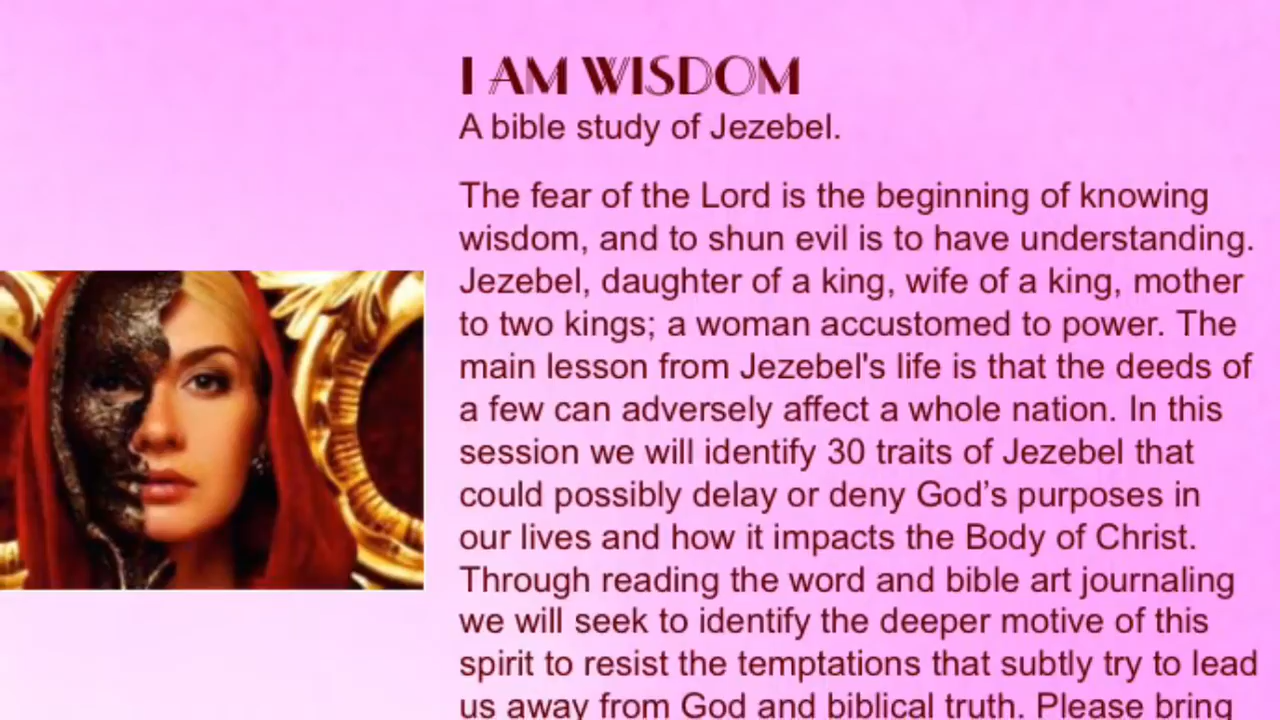 I AM WISDOM
A bible study of Jezebel.
The fear of the Lord is the beginning of knowing
wisdom, and to shun evil is to have understanding.
Jezebel, daughter of a king, wife of a king, mother
to two kings; a woman accustomed to power. The
main lesson from Jezebel's life is that the deeds of
a few can adversely affect a whole nation. In this
session we will identify 30 traits of Jezebel that
could possibly delay or deny God’s purposes in
our lives and how it impacts the Body of Christ.
Through reading the word and bible art journaling
we will seek to identify the deeper motive of this
spirit to resist the temptations that subtly try to lead
us away from God and biblical truth. Please bring